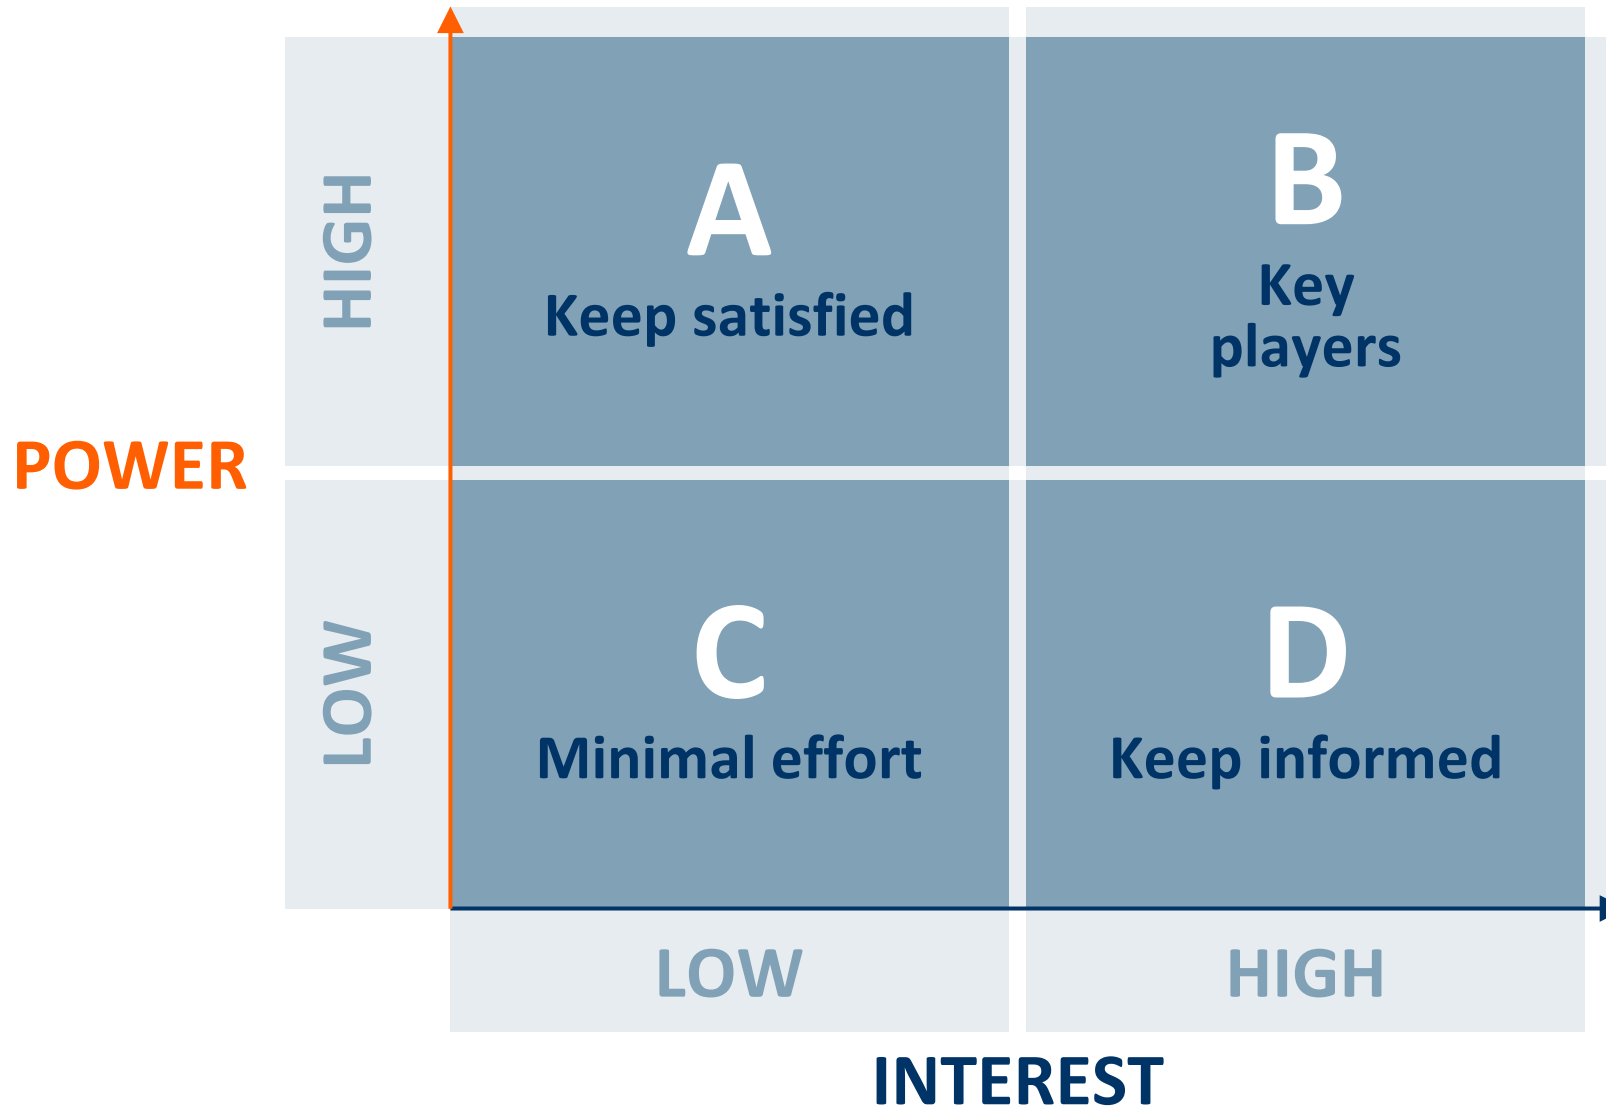 HIGH
A
Keep satisfied
B
Key
players
POWER
LOW
C
Minimal effort
D
Keep informed
LOW
HIGH
INTEREST